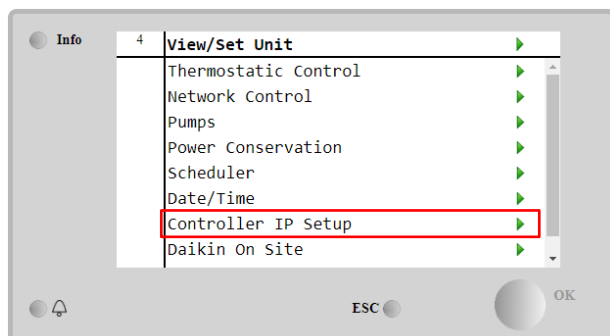 Info
4 View/Set Unit
Thermostatic Control
Network Control
Pumps
Power Conservation
Scheduler
Date/Time
Controller IP Setup
Daikin On Site
ESC
OK